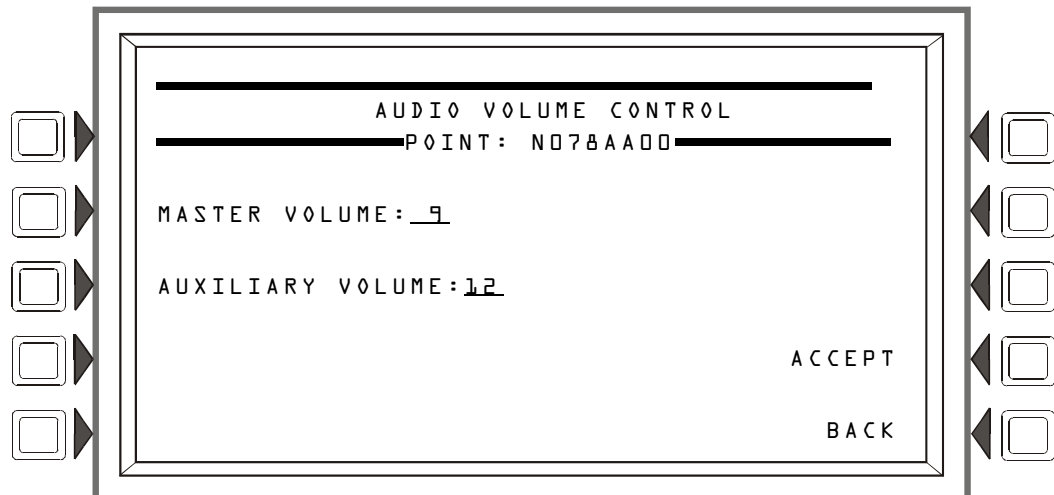 AUDIO VOLUME CONTROL
POINT: N078AA00
MASTER VOLUME: 9
AUXILIARY VOLUME:12
ACCEPT
BACK